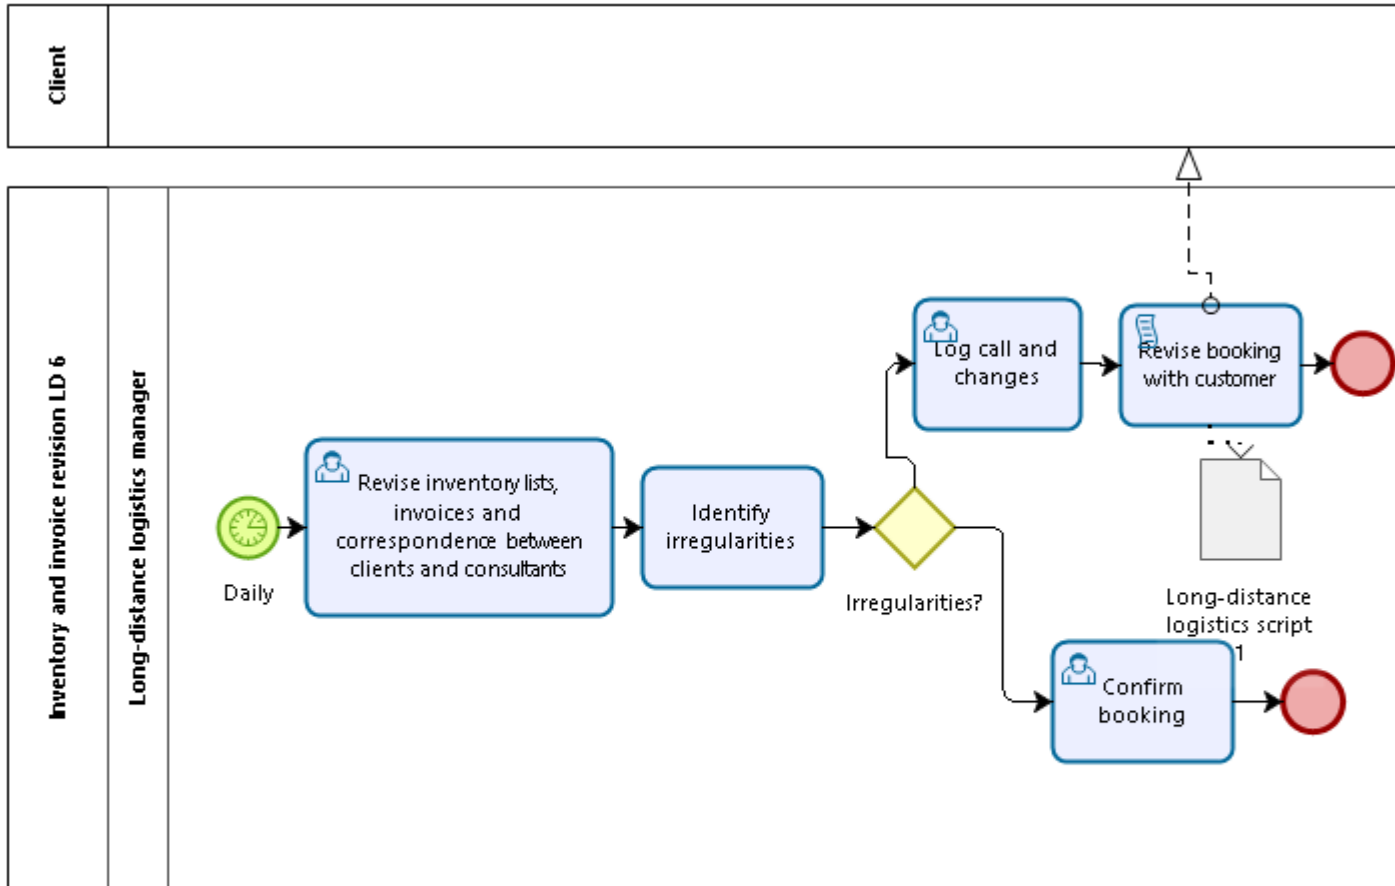 Client
Inventory and invoice revision LD 6
Long-distance logistics manager
Daily
Revise inventory lists,
invoices and
correspondence between
clients and consultants
Identify
irregularities
Irregularities?
Log call and
changes
Revise booking
with customer
Long-distance
logistics script
1
Confirm
booking